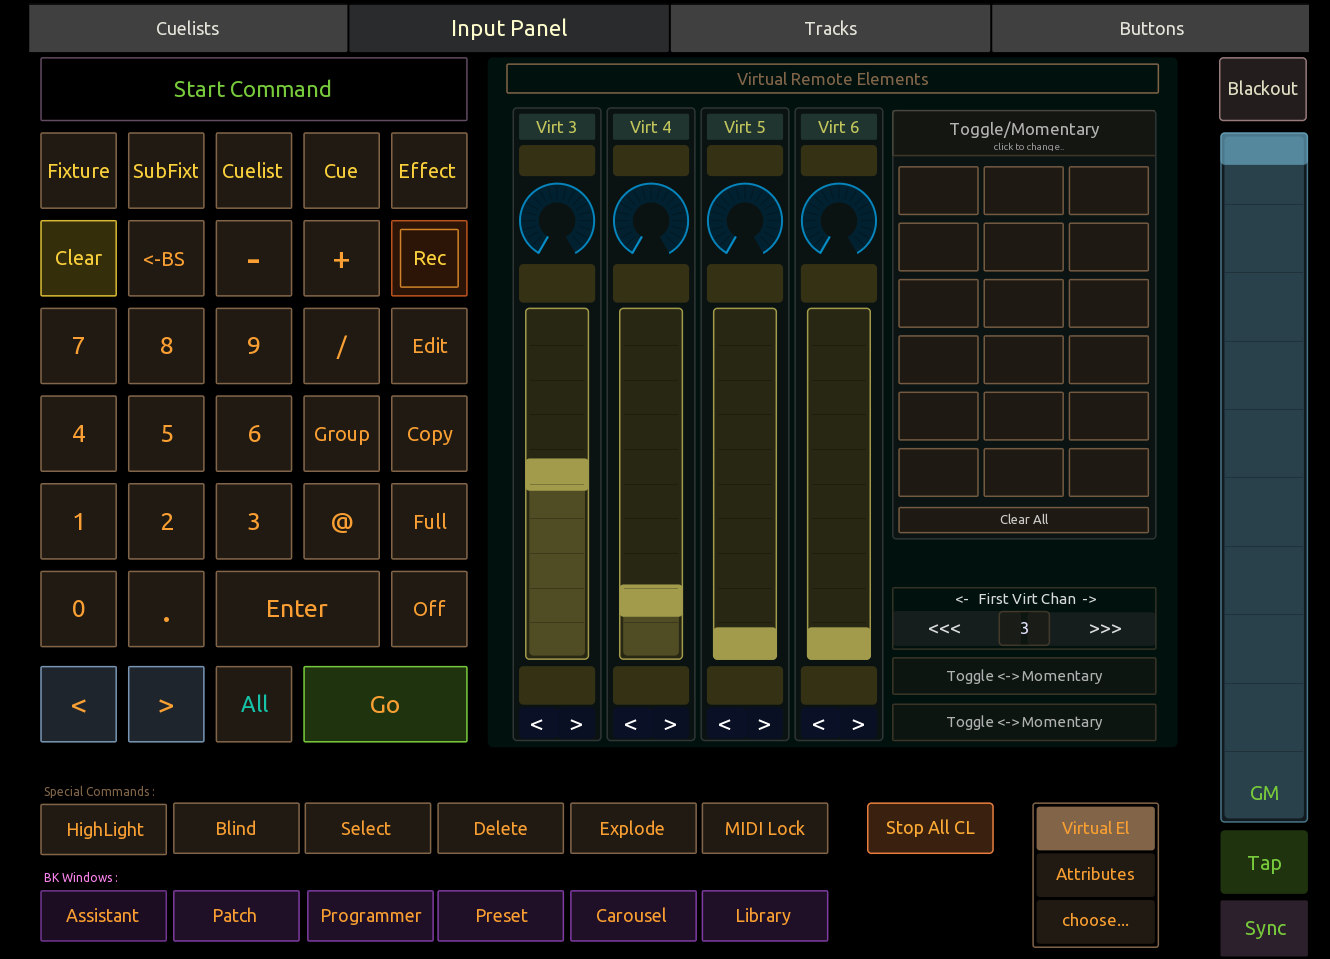 Cuelists Input Panel Tracks Buttons
Start Command
Fixture SubFixt Cuelist Cue Effect
Clear <-BS - + Rec
7 8 9 / Edit
4 5 6 Group Copy
1 2 3 @ Full
0 . Enter Off
< > All Go
Virtual Remote Elements
Virt 3 Virt 4 Virt 5 Virt 6
< > < > < > < >
Toggle/Momentary
click to change..
Clear All
<- First Virt Chan ->
<<< 3 >>>
Toggle <-> Momentary
Toggle <-> Momentary
Blackout
GM
Tap
Sync
Special Commands :
HighLight Blind Select Delete Explode MIDI Lock Stop All CL
BK Windows :
Assistant Patch Programmer Preset Carousel Library
Virtual El
Attributes
choose...